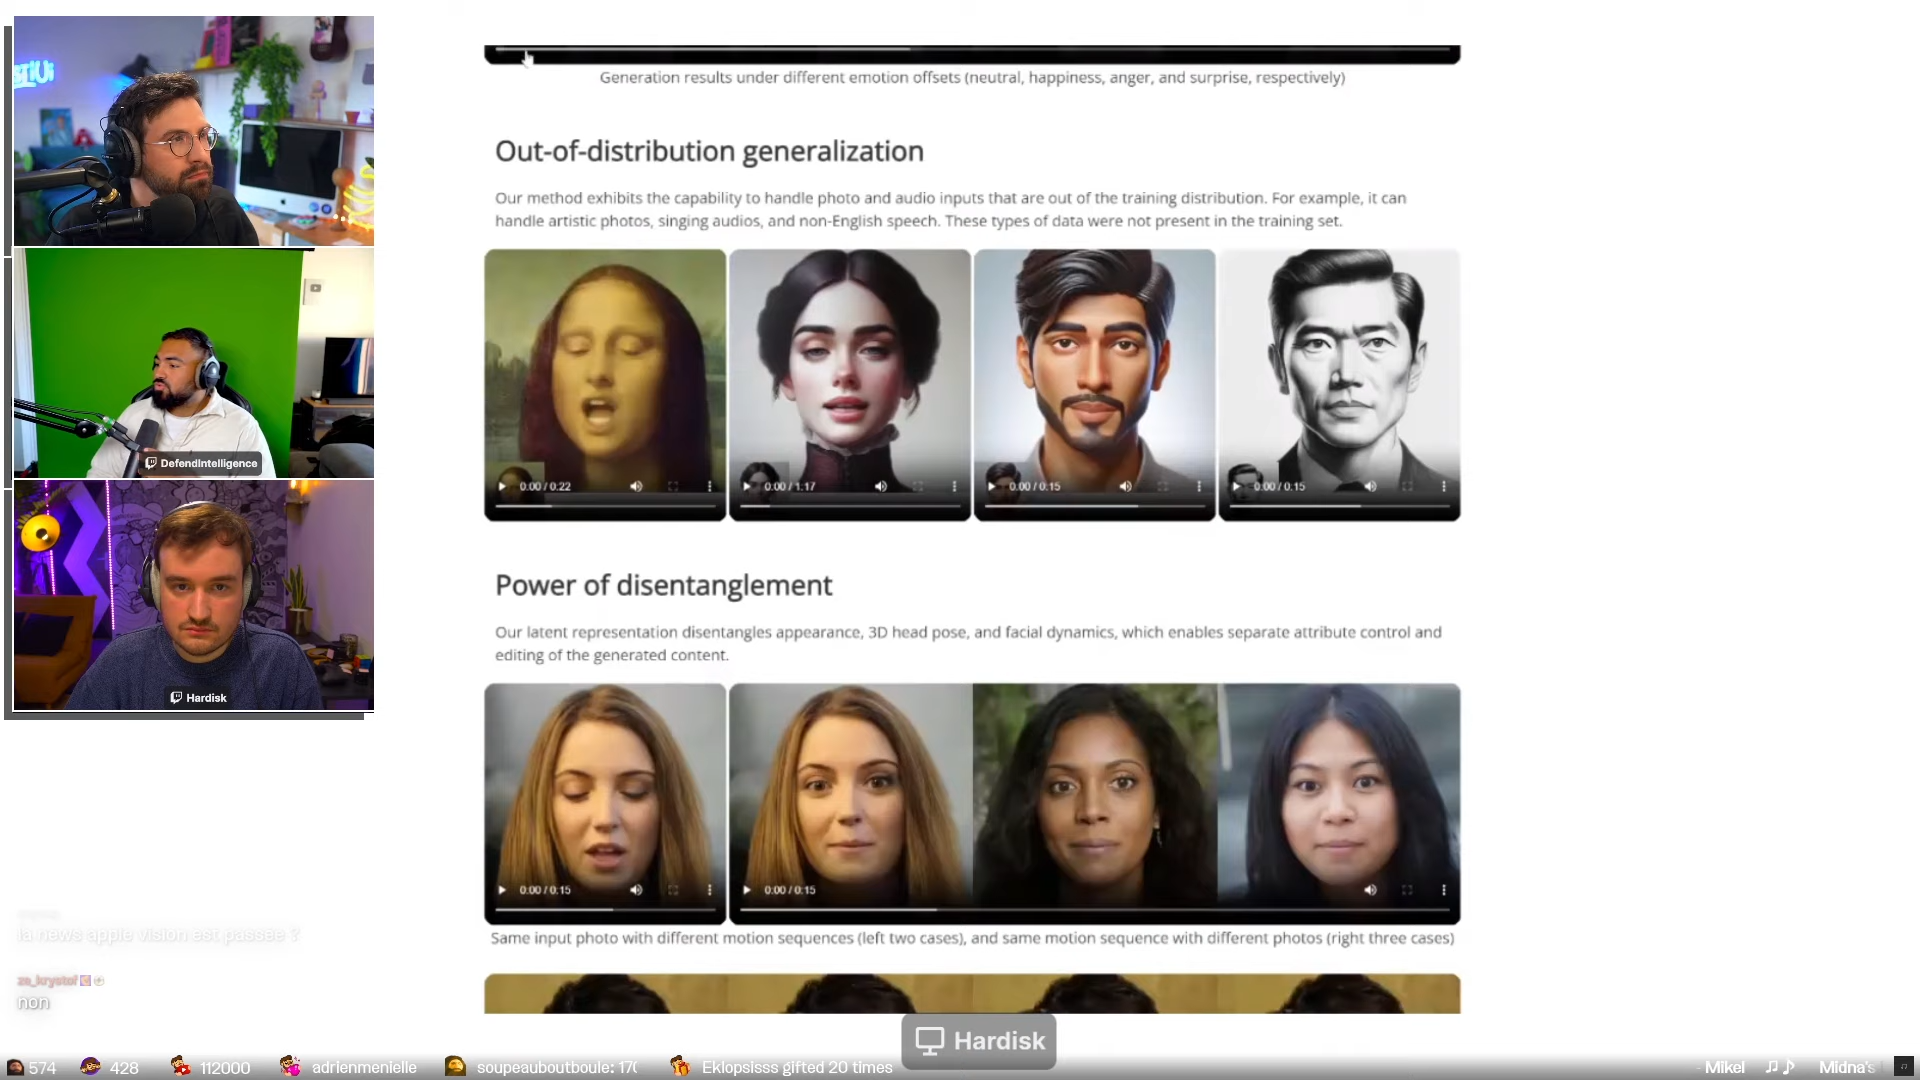 Generation results under different emotion offsets (neutral, happiness, anger, and surprise, respectively)
Out-of-distribution generalization
Our method exhibits the capability to handle photo and audio inputs that are out of the training distribution. For example, it can
handle artistic photos, singing audios, and non-English speech. These types of data were not present in the training set.
0:00 / 0:22
0:00 / 1:17
0:00 / 0:15
0:00 / 0:15
DefendIntelligence
Power of disentanglement
Our latent representation disentangles appearance, 3D head pose, and facial dynamics, which enables separate attribute control and
editing of the generated content.
Hardisk
0:00 / 0:15
0:00 / 0:15
Same input photo with different motion sequences (left two cases), and same motion sequence with different photos (right three cases)
la news apple vision est passée ?
ze_krystof
non
Hardisk
574
428
112000
adrienmenielle
soupeauboutboule: 170
Eklopsisss gifted 20 times
- Mikel
Midna's